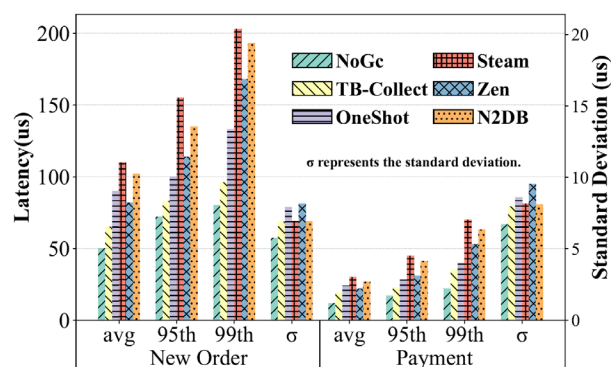 Latency(us)
200
150
100
50
0
NoGc
Steam
TB-Collect
Zen
OneShot
N2DB
σ represents the standard deviation.
Standard Deviation (us)
20
15
10
5
0
avg 95th 99th σ avg 95th 99th σ
New Order Payment